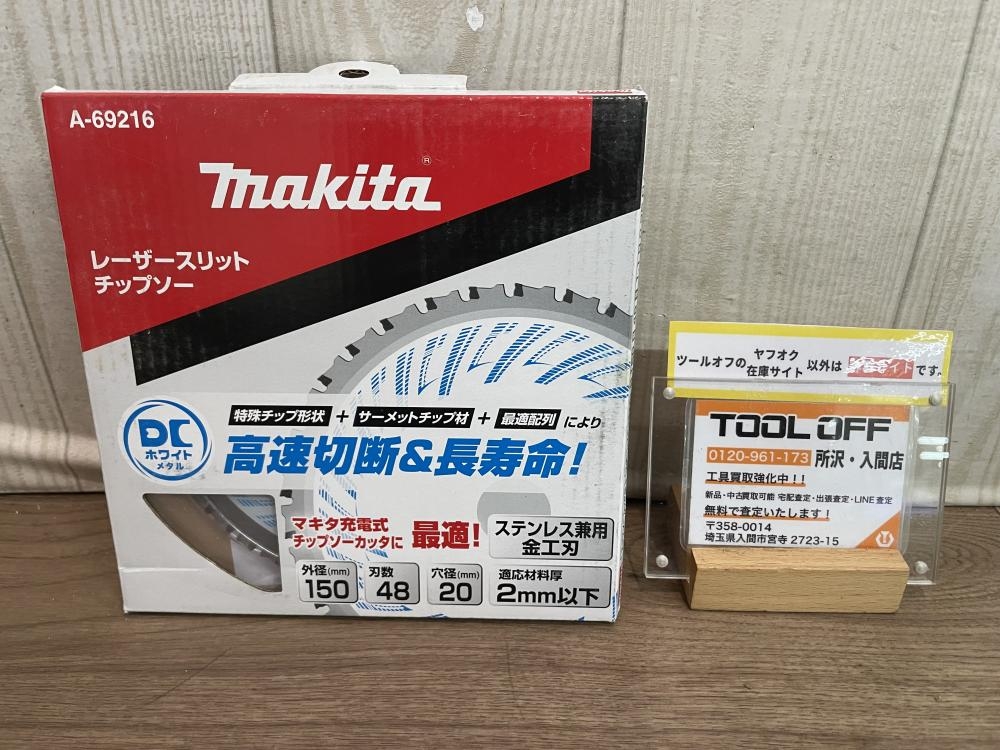 A-69216
makita®
レーザースリット
チップソー
DC
ホワイト
メタル
特殊チップ形状 + サーメットチップ材 + 最適配列 により
高速切断&長寿命!
マキタ充電式
チップソーカッタに 最適!
ステンレス兼用
金工刃
外径(mm)
150
刃数
48
穴径(mm)
20
適応材料厚
2mm以下
ツールオフの ヤフオク
在庫サイト 以外は サイト です。
TOOL OFF
0120-961-173 所沢・入間店
工具買取強化中!!
新品・中古買取可能 宅配査定・出張査定・LINE査定
無料で査定いたします!
〒358-0014
埼玉県入間市宮寺 2723-15